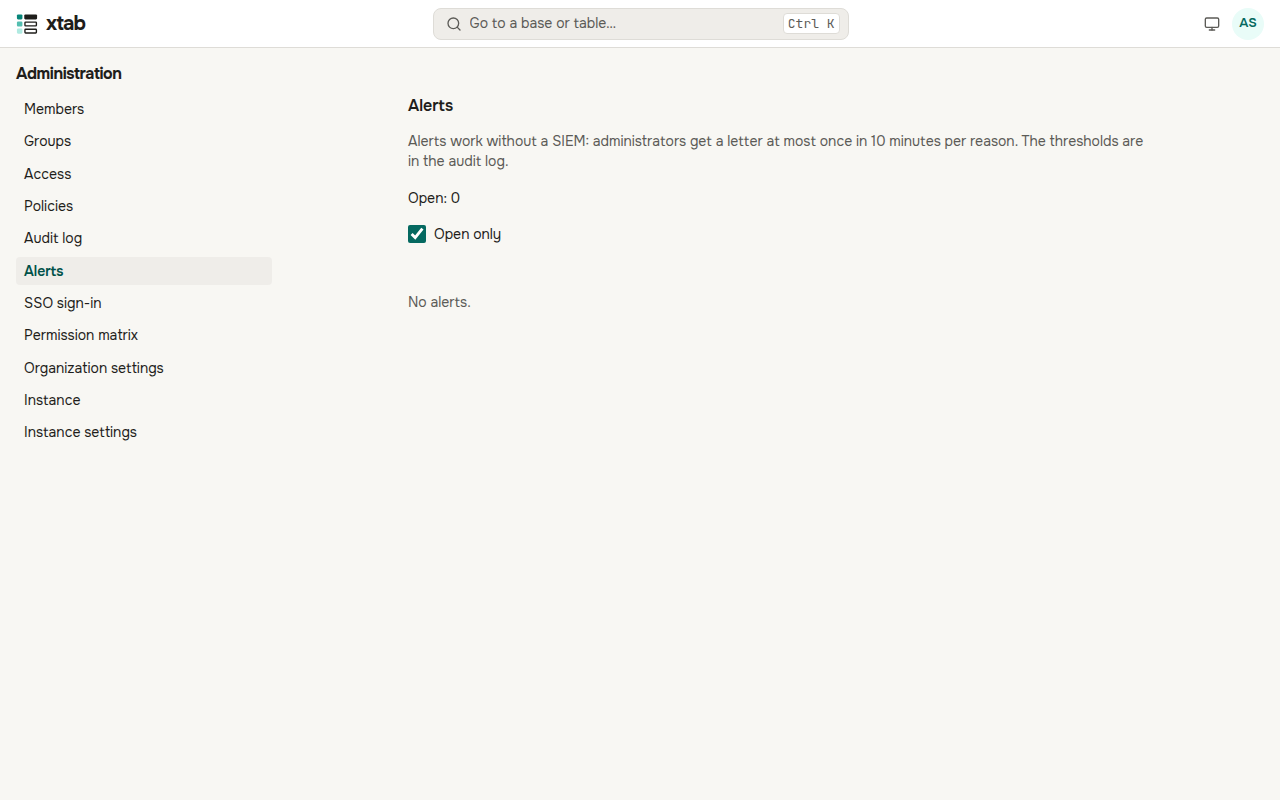 xtab
Go to a base or table...
Ctrl K
AS
Administration
Members
Groups
Access
Policies
Audit log
Alerts
SSO sign-in
Permission matrix
Organization settings
Instance
Instance settings
Alerts
Alerts work without a SIEM: administrators get a letter at most once in 10 minutes per reason. The thresholds are
in the audit log.
Open: 0
Open only
No alerts.